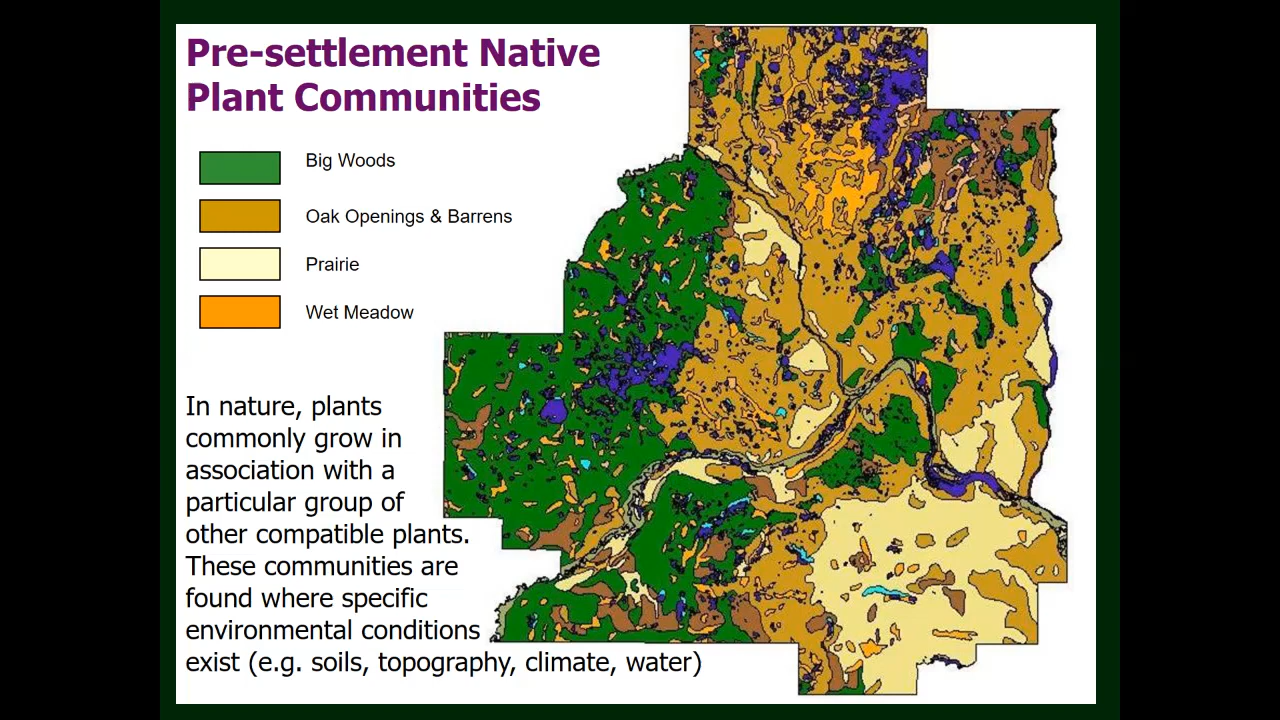 Pre-settlement Native
Plant Communities
Big Woods
Oak Openings & Barrens
Prairie
Wet Meadow
In nature, plants
commonly grow in
association with a
particular group of
other compatible plants.
These communities are
found where specific
environmental conditions
exist (e.g. soils, topography, climate, water)